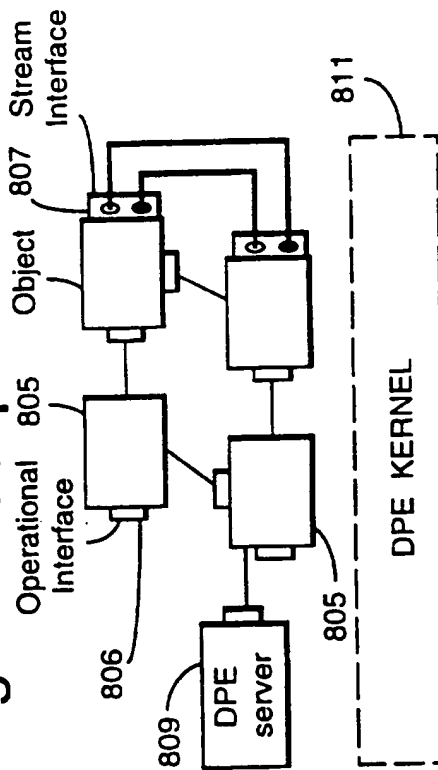 Operational
Interface
805
Object
807
Stream
Interface
806
809
DPE
server
805
811
DPE KERNEL